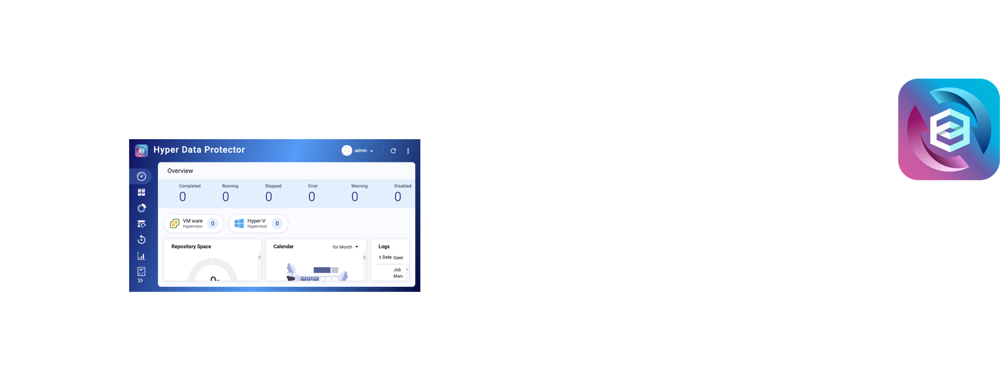 Hyper Data Protector
admin
Overview
Completed Running Stopped Error Warning Disabled
0 0 0 0 0 0
VM ware
Hypervisor
0
Hyper-V
Hypervisor
0
Repository Space
Calendar
for Month
Logs
Date Cont
Job